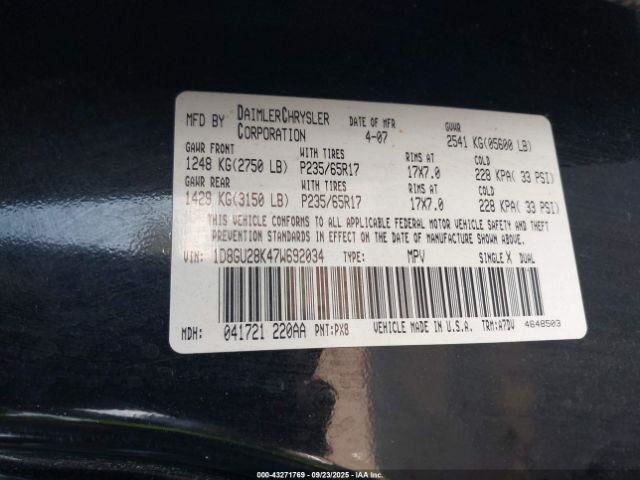 MFD BY DAIMLERCHRYSLER CORPORATION DATE OF MFR 4-07 GVWR 2541 KG(05600 LB)
GAWR FRONT WITH TIRES RIMS AT COLD
1248 KG(2750 LB) P235/65R17 17X7.0 228 KPA( 33 PSI)
GAWR REAR WITH TIRES RIMS AT COLD
1429 KG(3150 LB) P235/65R17 17X7.0 228 KPA( 33 PSI)
THIS VEHICLE CONFORMS TO ALL APPLICABLE FEDERAL MOTOR VEHICLE SAFETY AND THEFT
PREVENTION STANDARDS IN EFFECT ON THE DATE OF MANUFACTURE SHOWN ABOVE.
VIN: 1D8GU28K47W692034 TYPE: MPV SINGLE X DUAL
MDH: 041721 220AA PNT:PX8 VEHICLE MADE IN U.S.A. TRM:A7DV 4648503
000-43271769 - 09/23/2025 - IAA Inc.